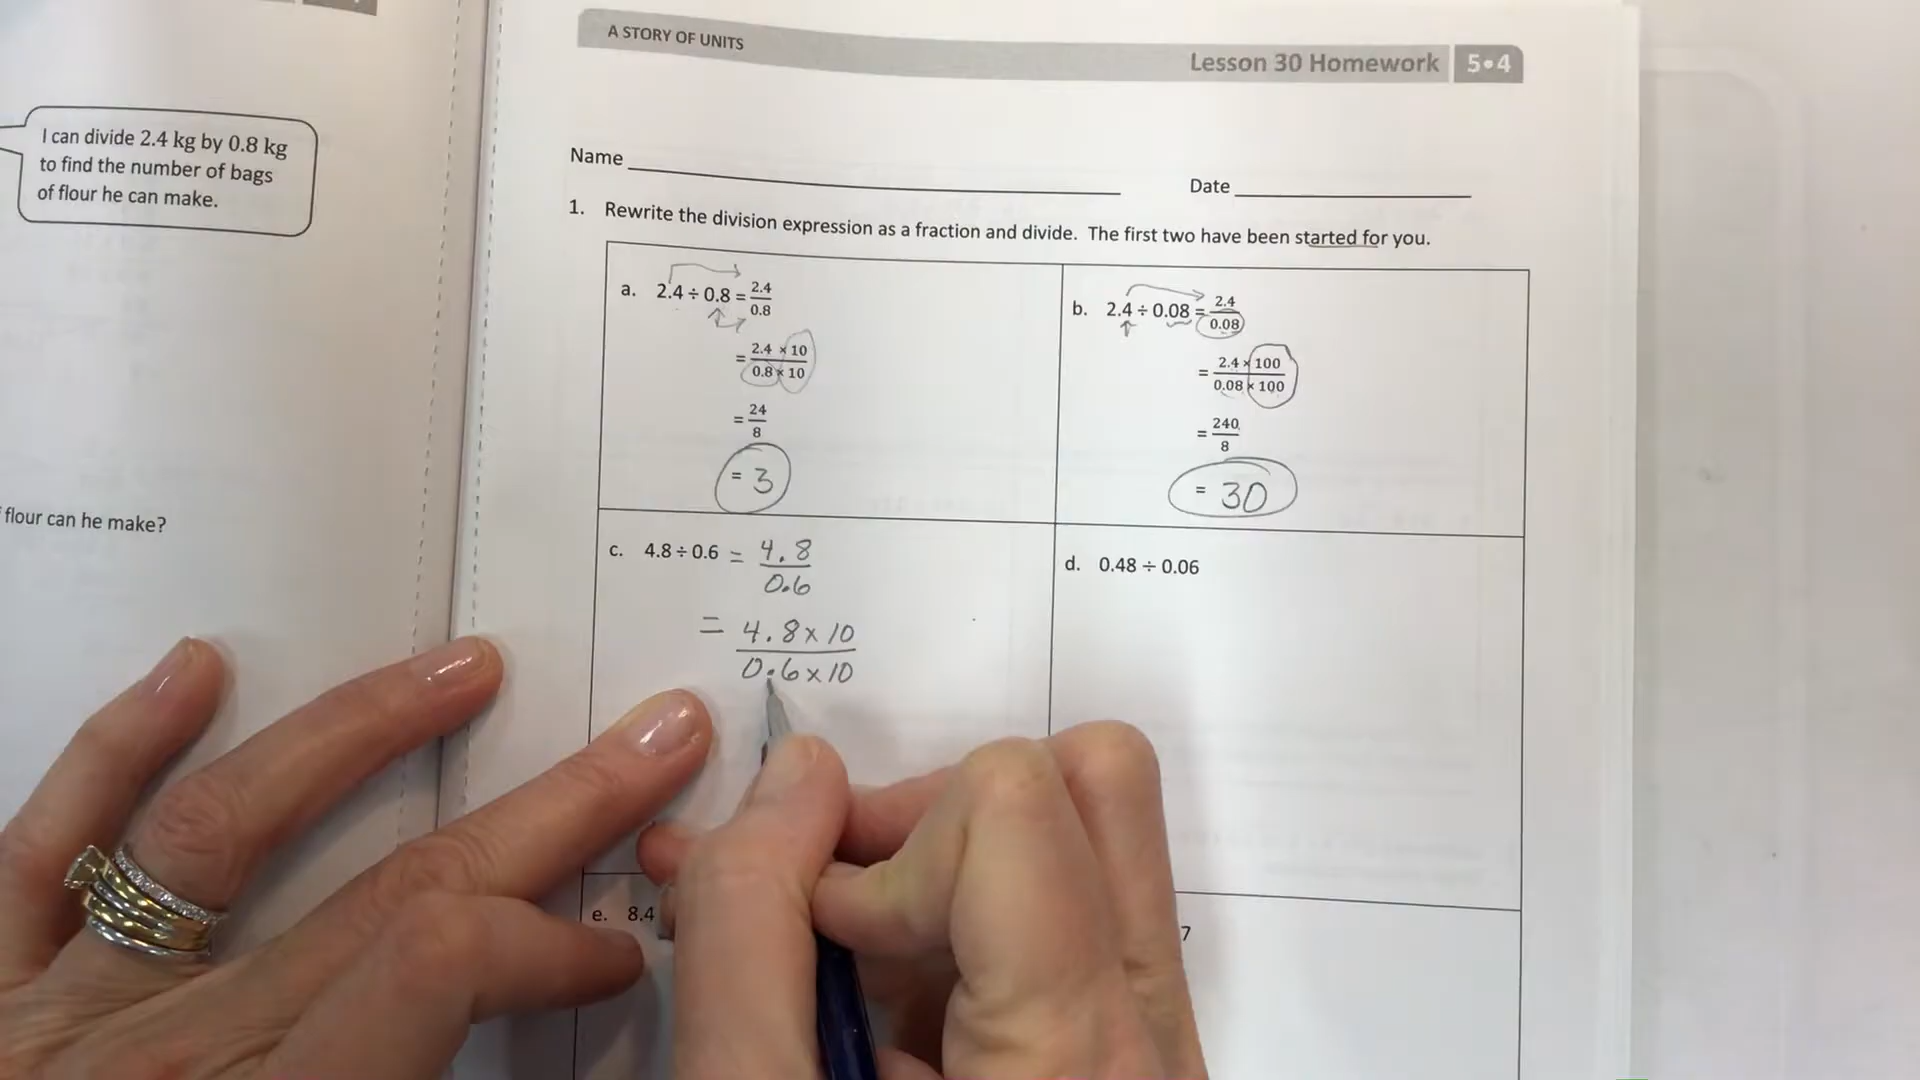 A STORY OF UNITS
Lesson 30 Homework 5•4
I can divide 2.4 kg by 0.8 kg
to find the number of bags
of flour he can make.
flour can he make?
Name
Date
1. Rewrite the division expression as a fraction and divide. The first two have been started for you.
a. 2.4 ÷ 0.8 = 2.4/0.8
= 2.4 × 10/0.8 × 10
= 24/8
= 3
b. 2.4 ÷ 0.08 = 2.4/0.08
= 2.4 × 100/0.08 × 100
= 240/8
= 30
c. 4.8 ÷ 0.6 = 4.8/0.6
= 4.8 × 10/0.6 × 10
d. 0.48 ÷ 0.06
e. 8.4
7